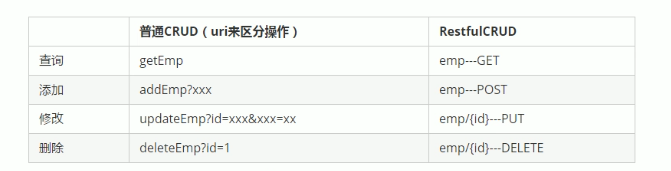 普通CRUD（uri来区分操作） RestfulCRUD
查询 getEmp emp---GET
添加 addEmp?xxx emp---POST
修改 updateEmp?id=xxx&xxx=xx emp/{id}---PUT
删除 deleteEmp?id=1 emp/{id}---DELETE